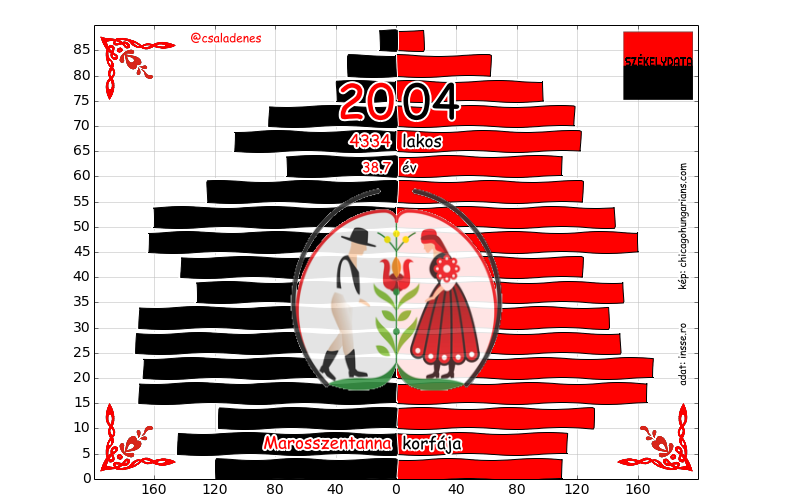 @csaladenes
SZÉKELYDATA
2004
4334 lakos
38.7 év
kép: chicagohungarians.com
adat: insse.ro
Marosszentanna korfája
85
80
75
70
65
60
55
50
45
40
35
30
25
20
15
10
5
0
160 120 80 40 0 40 80 120 160